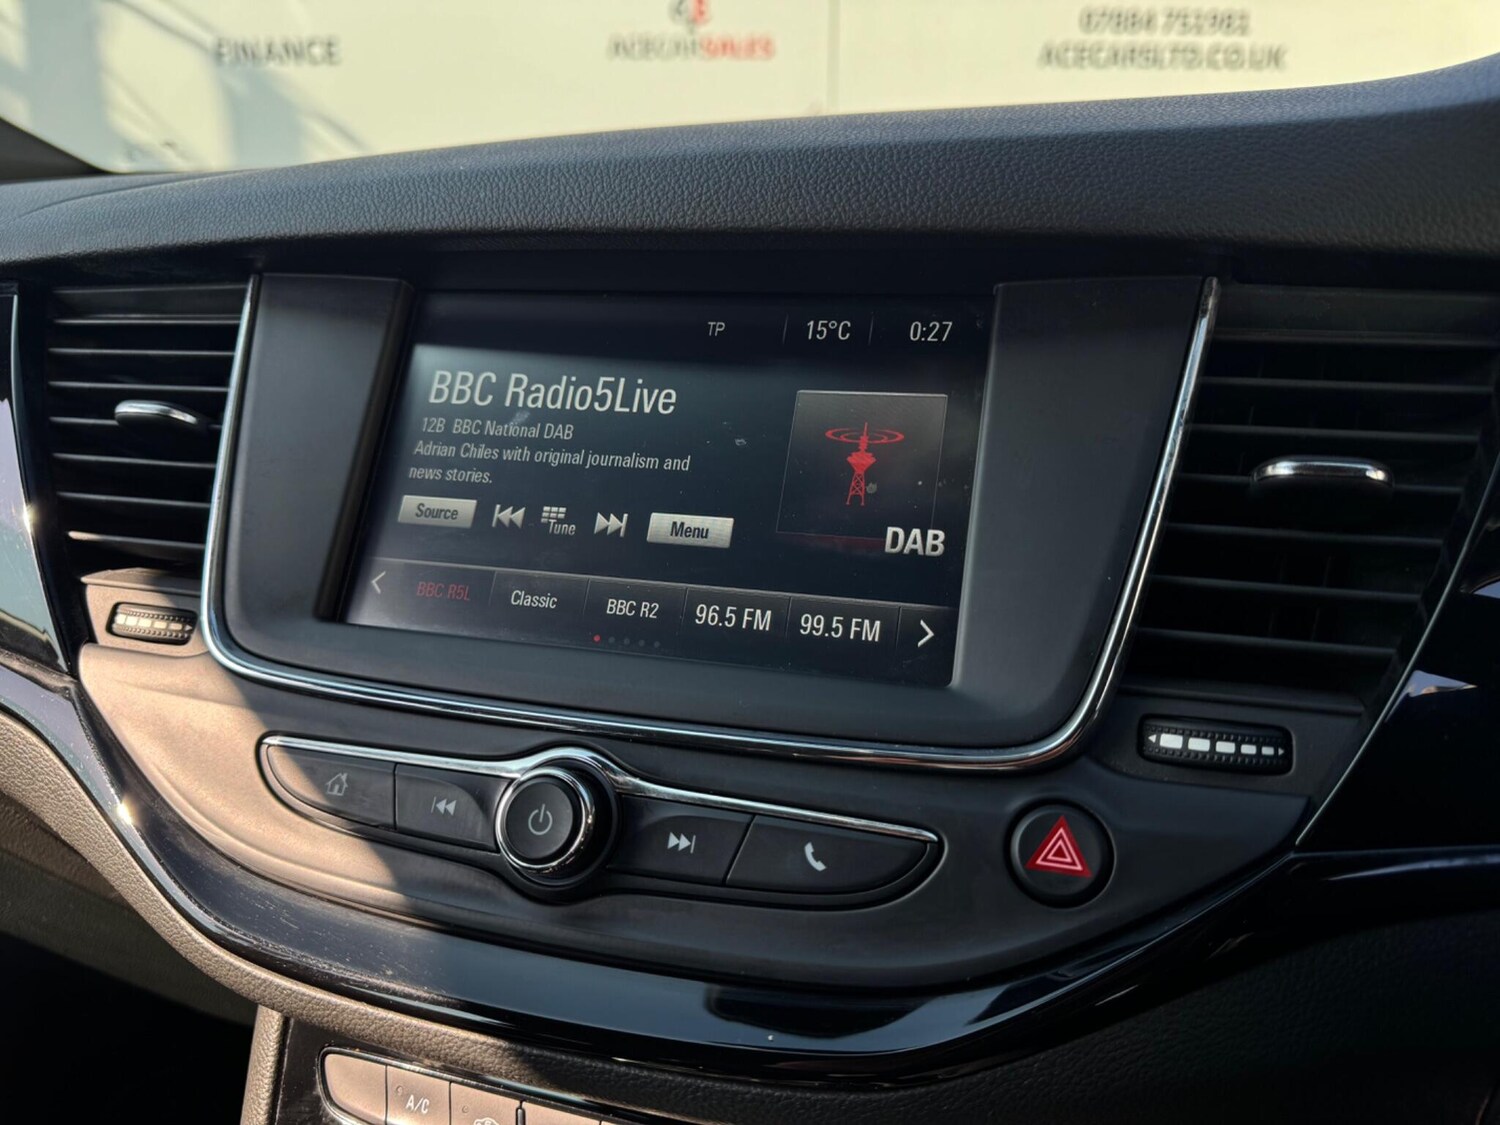 FINANCE
ACECARSALES
07884 751981
ACECARSLTD.CO.UK
TP 15°C 0:27
BBC Radio5Live
12B BBC National DAB
Adrian Chiles with original journalism and
news stories.
Source Tune Menu
DAB
BBC R5L Classic BBC R2 96.5 FM 99.5 FM
A/C